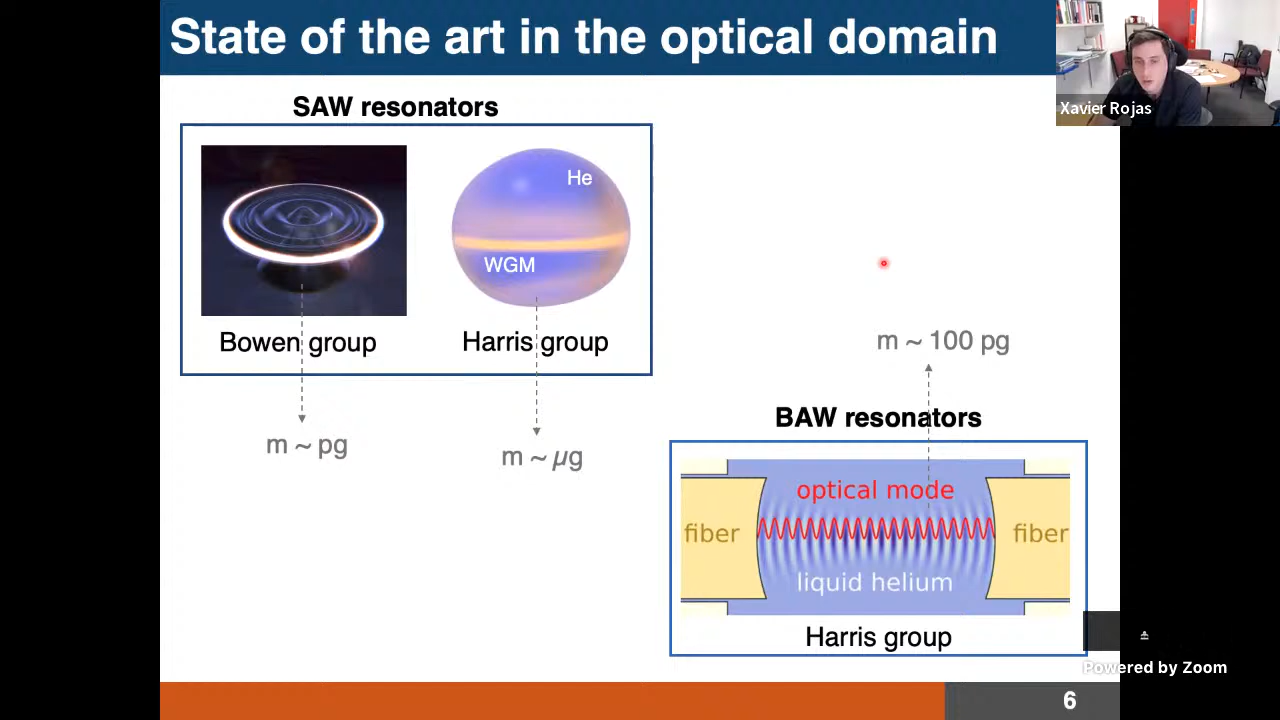 State of the art in the optical domain
Xavier Rojas
SAW resonators
He
WGM
Bowen group
Harris group
m ~ pg
m ~ μg
m ~ 100 pg
BAW resonators
optical mode
fiber
fiber
liquid helium
Harris group
Powered by Zoom
6